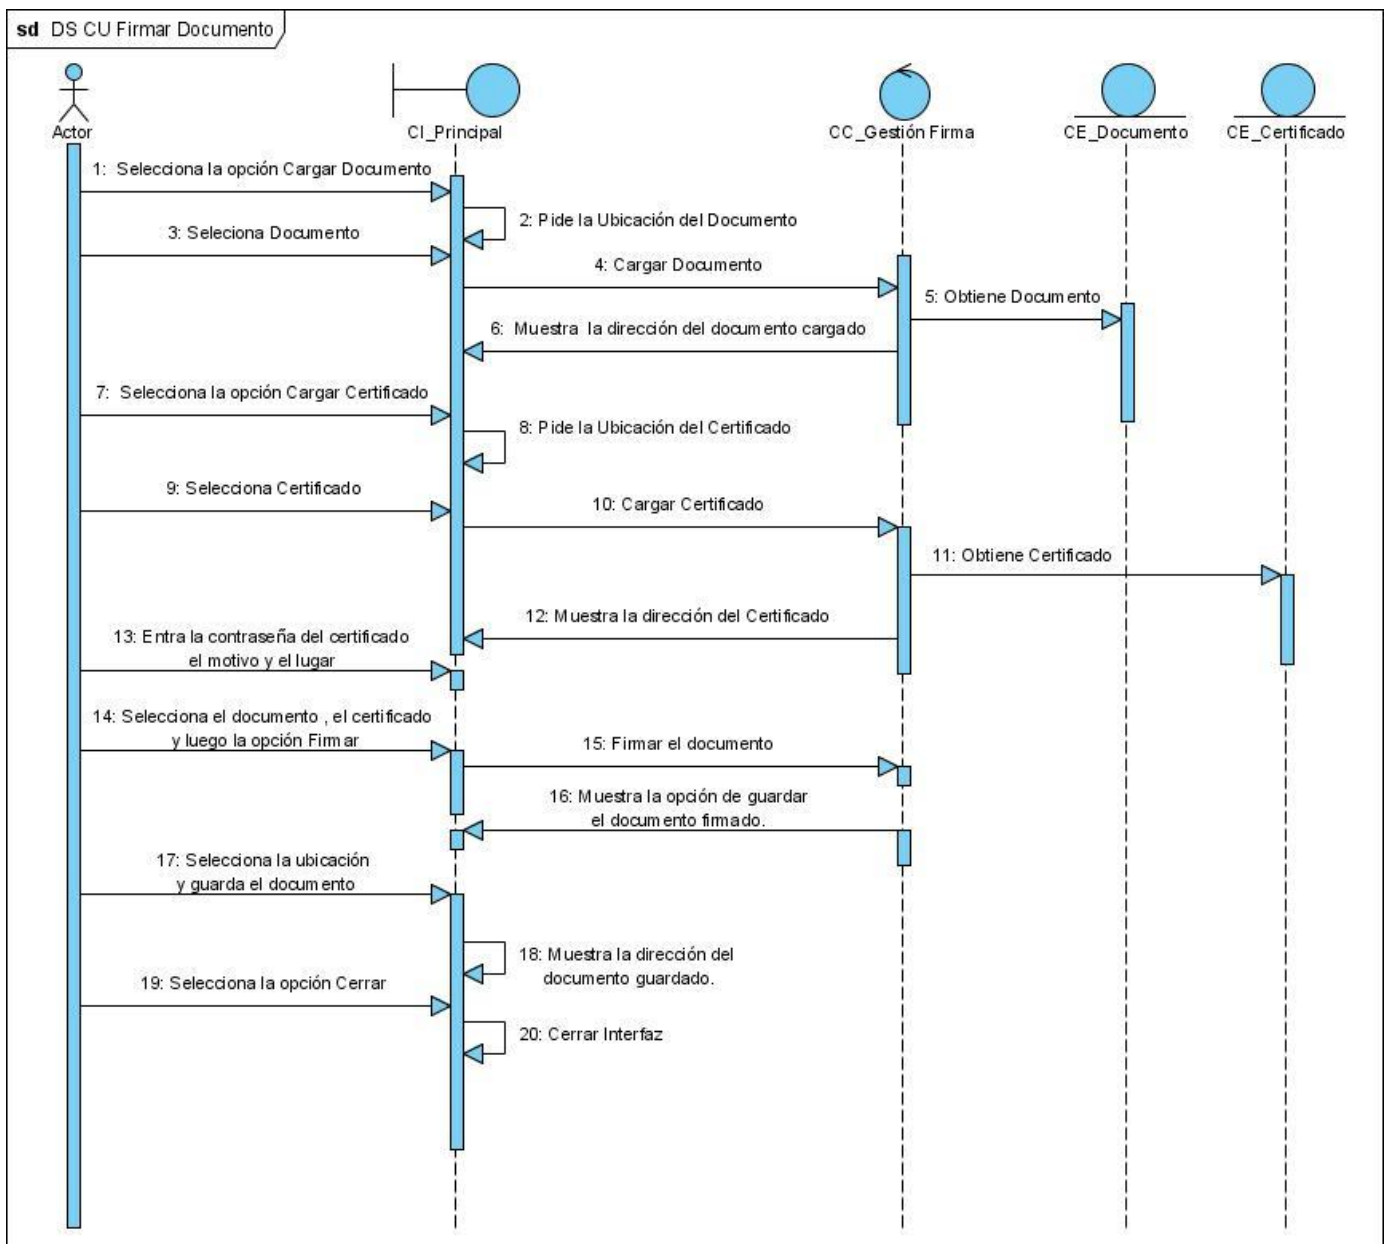 sd DS CU Firmar Documento
Actor
CI_Principal
CC_Gestión Firma
CE_Documento
CE_Certificado
1: Selecciona la opción Cargar Documento
2: Pide la Ubicación del Documento
3: Seleciona Documento
4: Cargar Documento
5: Obtiene Documento
6: Muestra la dirección del documento cargado
7: Selecciona la opción Cargar Certificado
8: Pide la Ubicación del Certificado
9: Selecciona Certificado
10: Cargar Certificado
11: Obtiene Certificado
12: Muestra la dirección del Certificado
13: Entra la contraseña del certificado
el motivo y el lugar
14: Selecciona el documento , el certificado
y luego la opción Firmar
15: Firmar el documento
16: Muestra la opción de guardar
el documento firmado.
17: Selecciona la ubicación
y guarda el documento
18: Muestra la dirección del
documento guardado.
19: Selecciona la opción Cerrar
20: Cerrar Interfaz